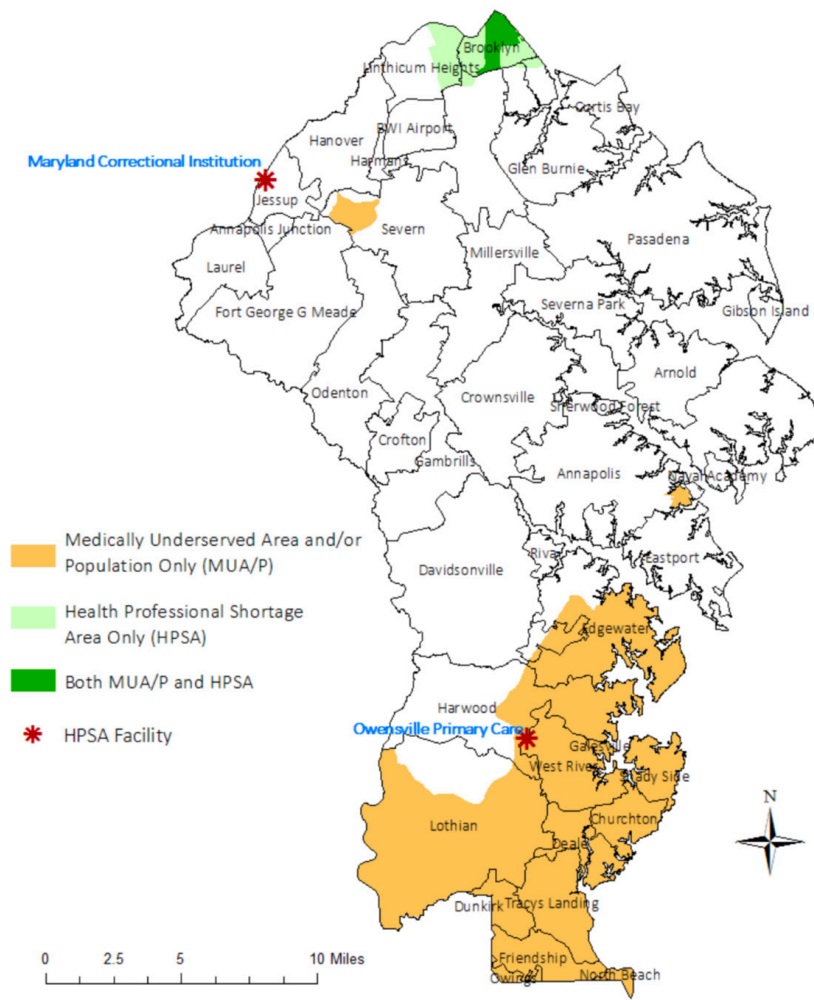 Brooklyn
Linthicum Heights
Curtis Bay
BWI Airport
Hanover
Harmans
Maryland Correctional Institution
Glen Burnie
Jessup
Annapolis Junction
Severn
Pasadena
Millersville
Laurel
Fort George G Meade
Severna Park
Gibson Island
Arnold
Odenton
Crownsville
Sherwood Forest
Crofton
Gambrills
Annapolis
Naval Academy
Medically Underserved Area and/or
Population Only (MUA/P)
Riva
Eastport
Davidsonville
Health Professional Shortage
Area Only (HPSA)
Edgewater
Both MUA/P and HPSA
Harwood
HPSA Facility
Owensville Primary Care
Galesville
West River
Shady Side
N
Lothian
Churchton
Deale
Dunkirk
Tracys Landing
0 2.5 5 10 Miles
Friendship
Owings
North Beach